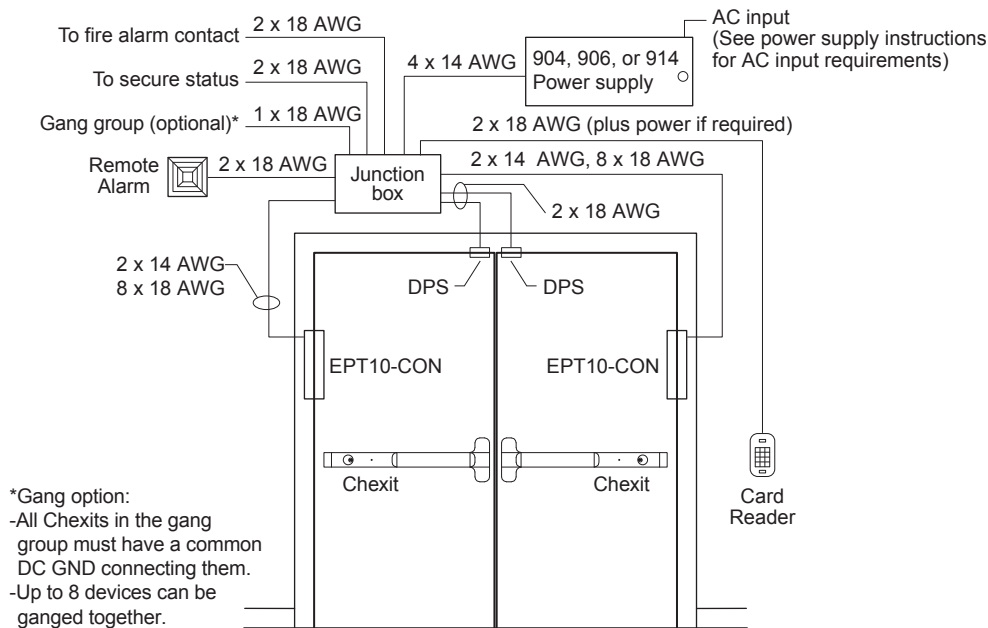 To fire alarm contact
2 x 18 AWG
To secure status
2 x 18 AWG
Gang group (optional)*
1 x 18 AWG
Remote
Alarm
2 x 18 AWG
Junction
box
4 x 14 AWG
904, 906, or 914
Power supply
AC input
(See power supply instructions
for AC input requirements)
2 x 18 AWG (plus power if required)
2 x 14  AWG, 8 x 18 AWG
2 x 18 AWG
2 x 14 AWG
8 x 18 AWG
DPS
DPS
EPT10-CON
EPT10-CON
Chexit
Chexit
Card
Reader
*Gang option:
-All Chexits in the gang
group must have a common
DC GND connecting them.
-Up to 8 devices can be
ganged together.